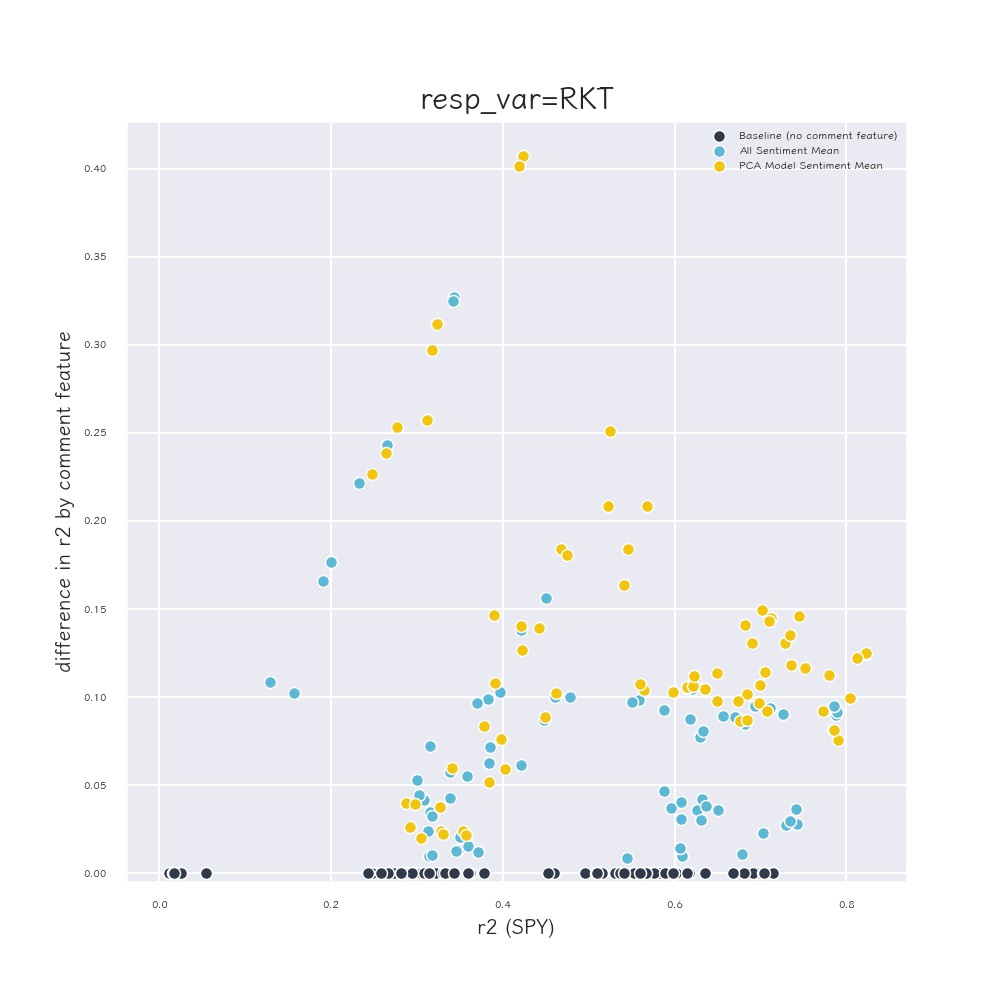 resp_var=RKT
Baseline (no comment feature)
All Sentiment Mean
PCA Model Sentiment Mean
0.40
0.35
0.30
0.25
0.20
0.15
0.10
0.05
0.00
difference in r2 by comment feature
0.0 0.2 0.4 0.6 0.8
r2 (SPY)